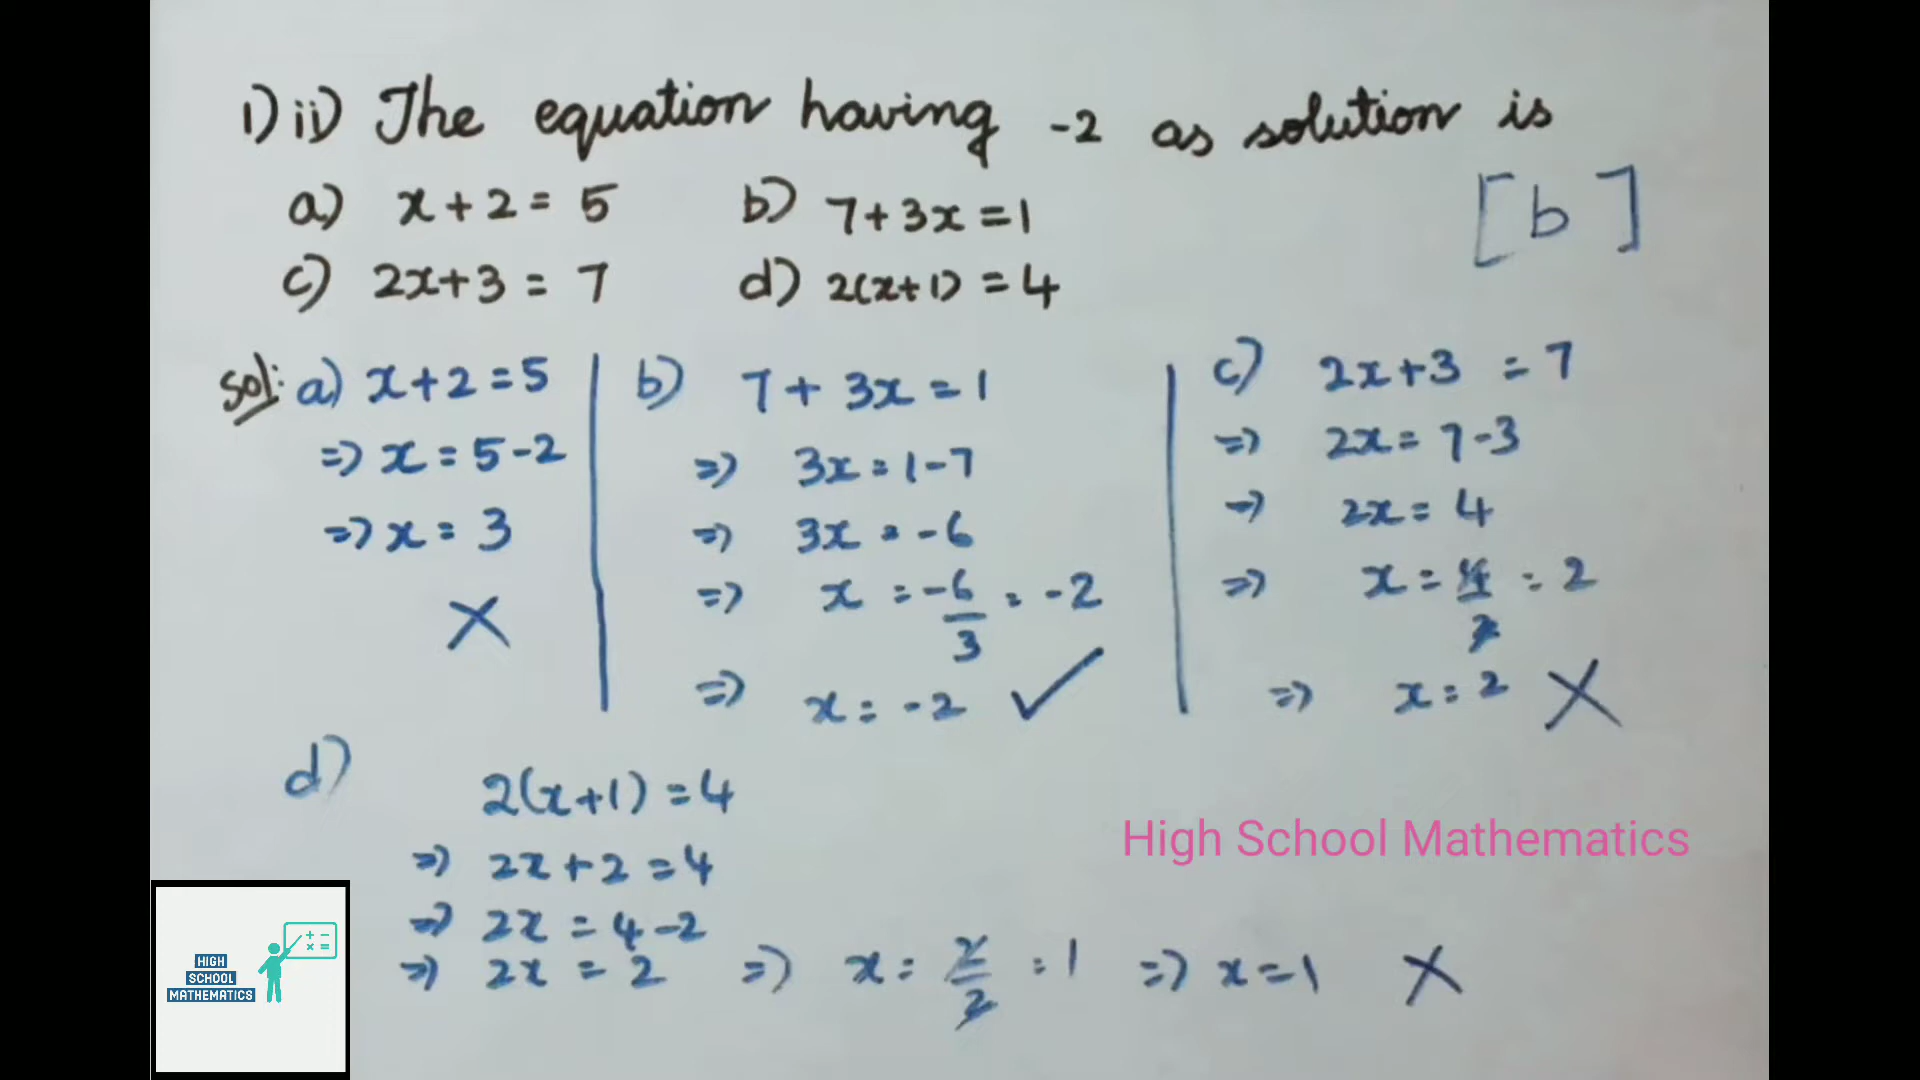 1) ii) The equation having -2 as solution is
a) x + 2 = 5 b) 7 + 3x = 1 [ b ]
c) 2x + 3 = 7 d) 2(x+1) = 4
Sol: a) x + 2 = 5
=> x = 5 - 2
=> x = 3
X
b) 7 + 3x = 1
=> 3x = 1 - 7
=> 3x = -6
=> x = -6/3 = -2
=> x = -2 ✓
c) 2x + 3 = 7
=> 2x = 7 - 3
=> 2x = 4
=> x = 4/2 = 2
=> x = 2 X
d) 2(x+1) = 4
=> 2x + 2 = 4
=> 2x = 4 - 2
=> 2x = 2 => x = 2/2 = 1 => x = 1 X
High School Mathematics
HIGH
SCHOOL
MATHEMATICS
+ −
× =